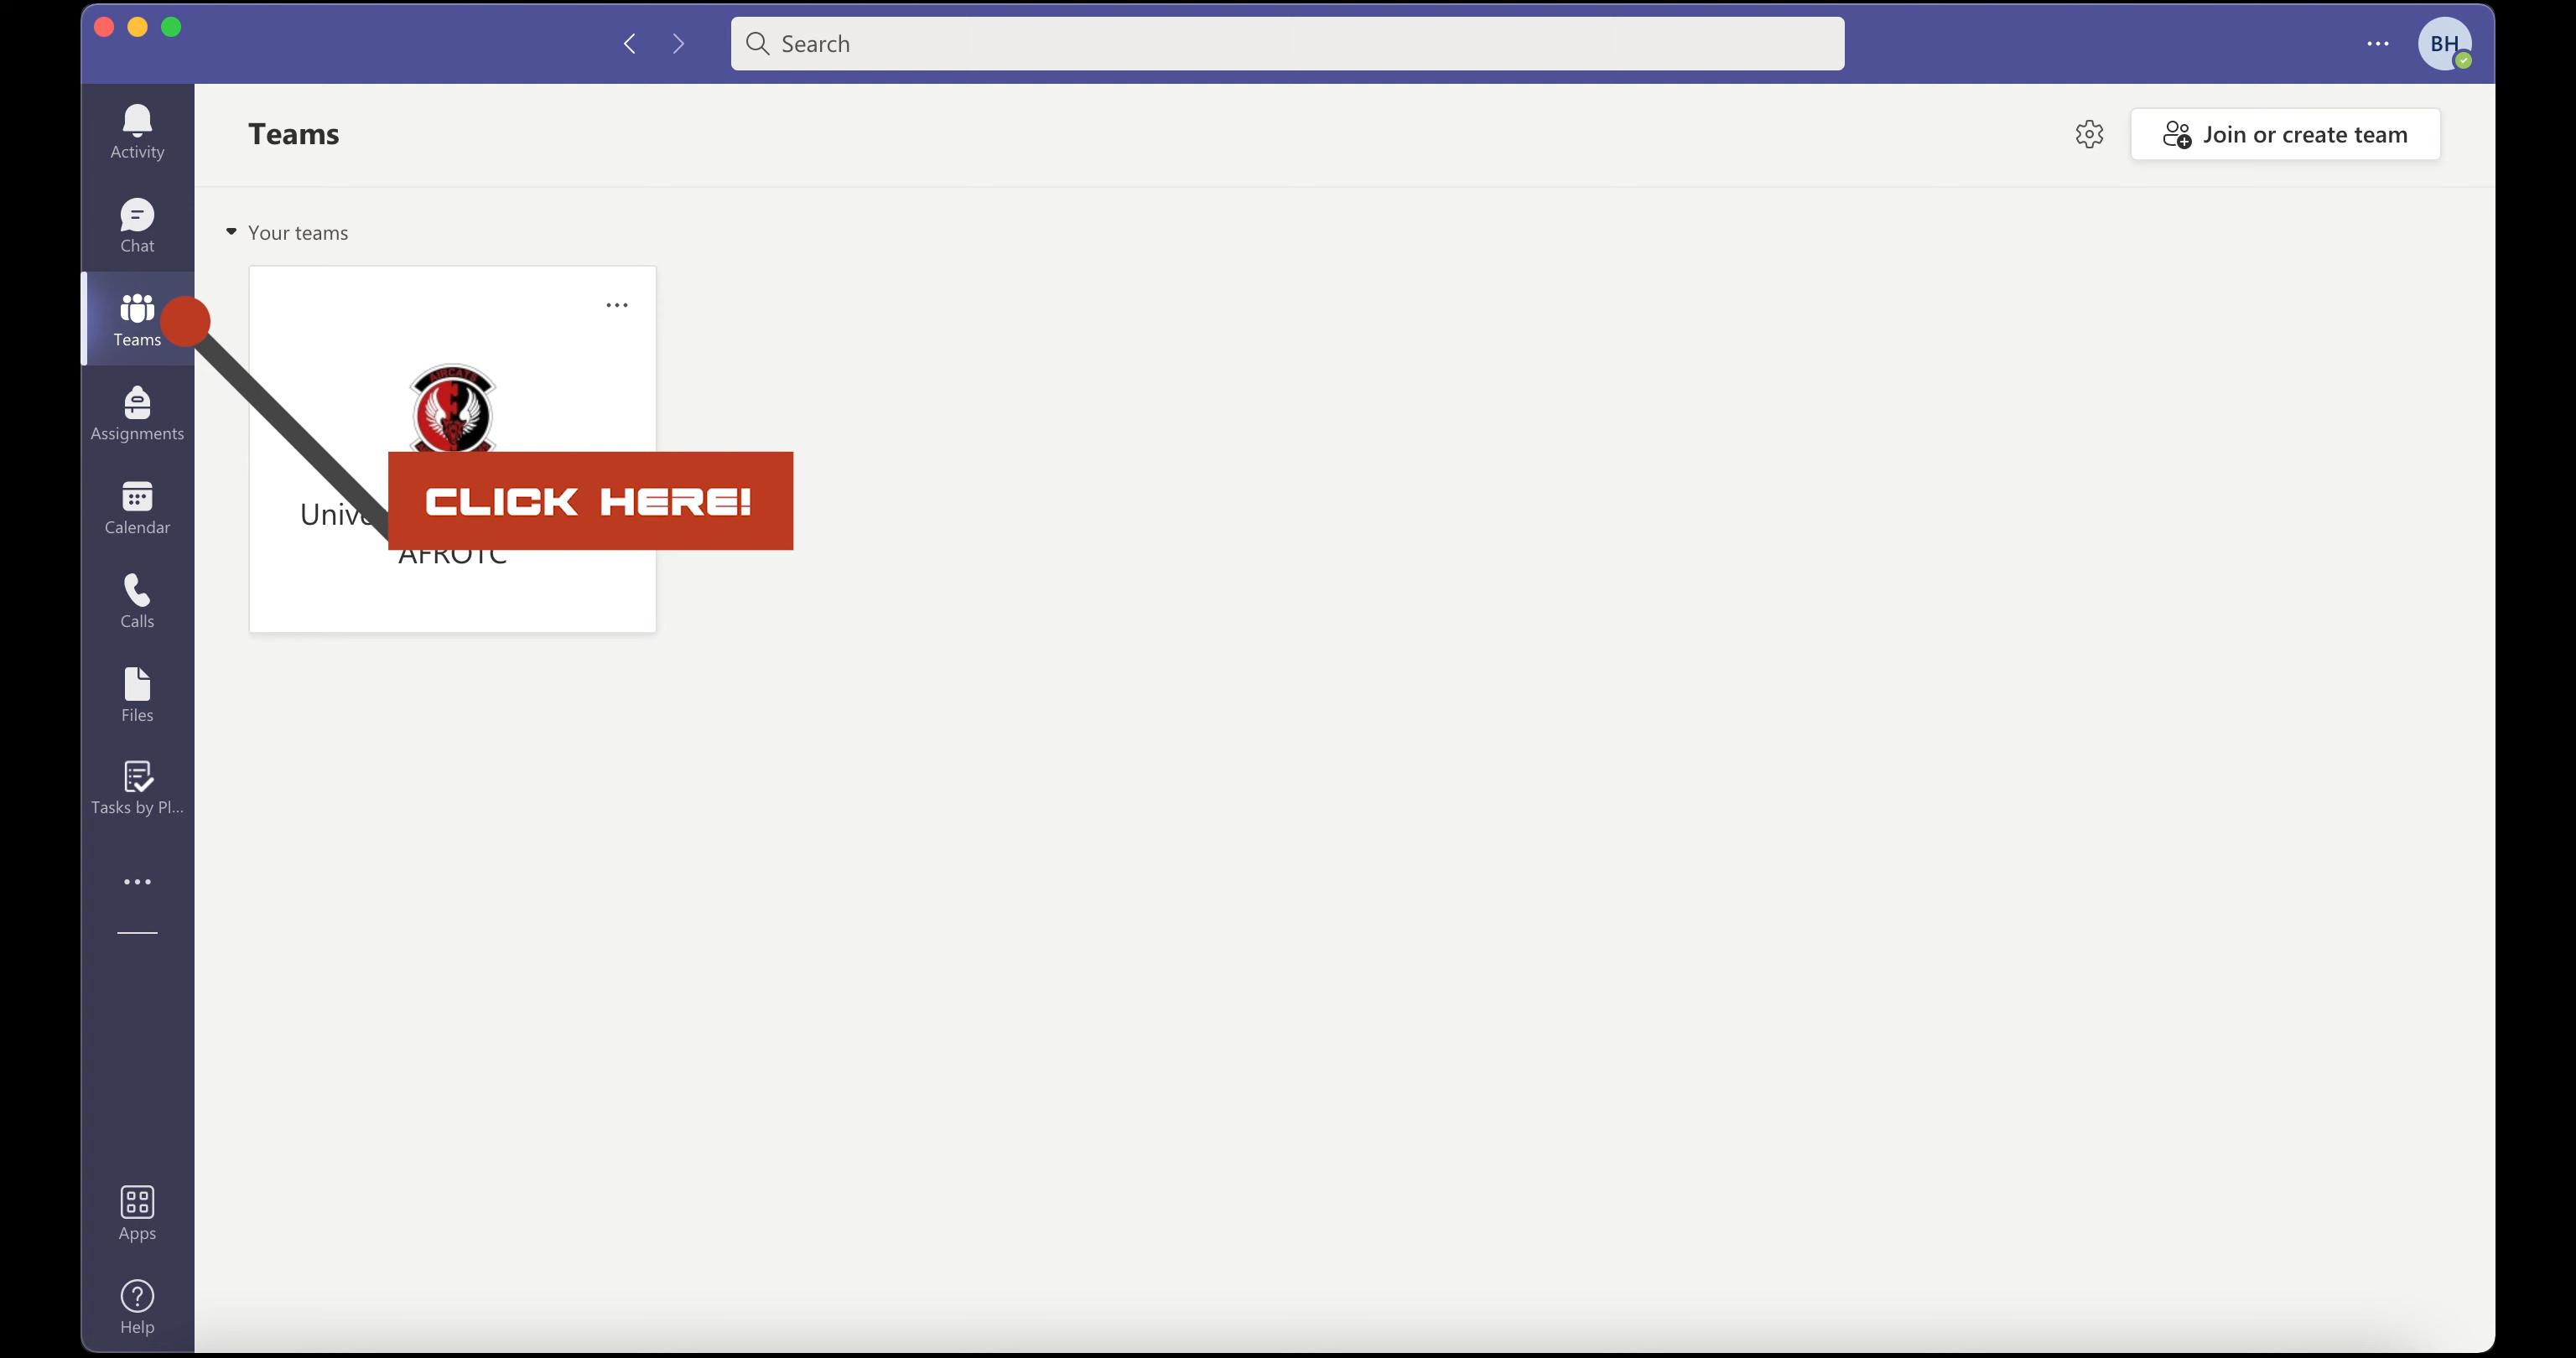 Search
BH
Activity
Chat
Teams
Assignments
Calendar
Calls
Files
Tasks by Pl...
Apps
Help
Teams
Join or create team
Your teams
AIRCATS
CLICK HERE!
AFROTC